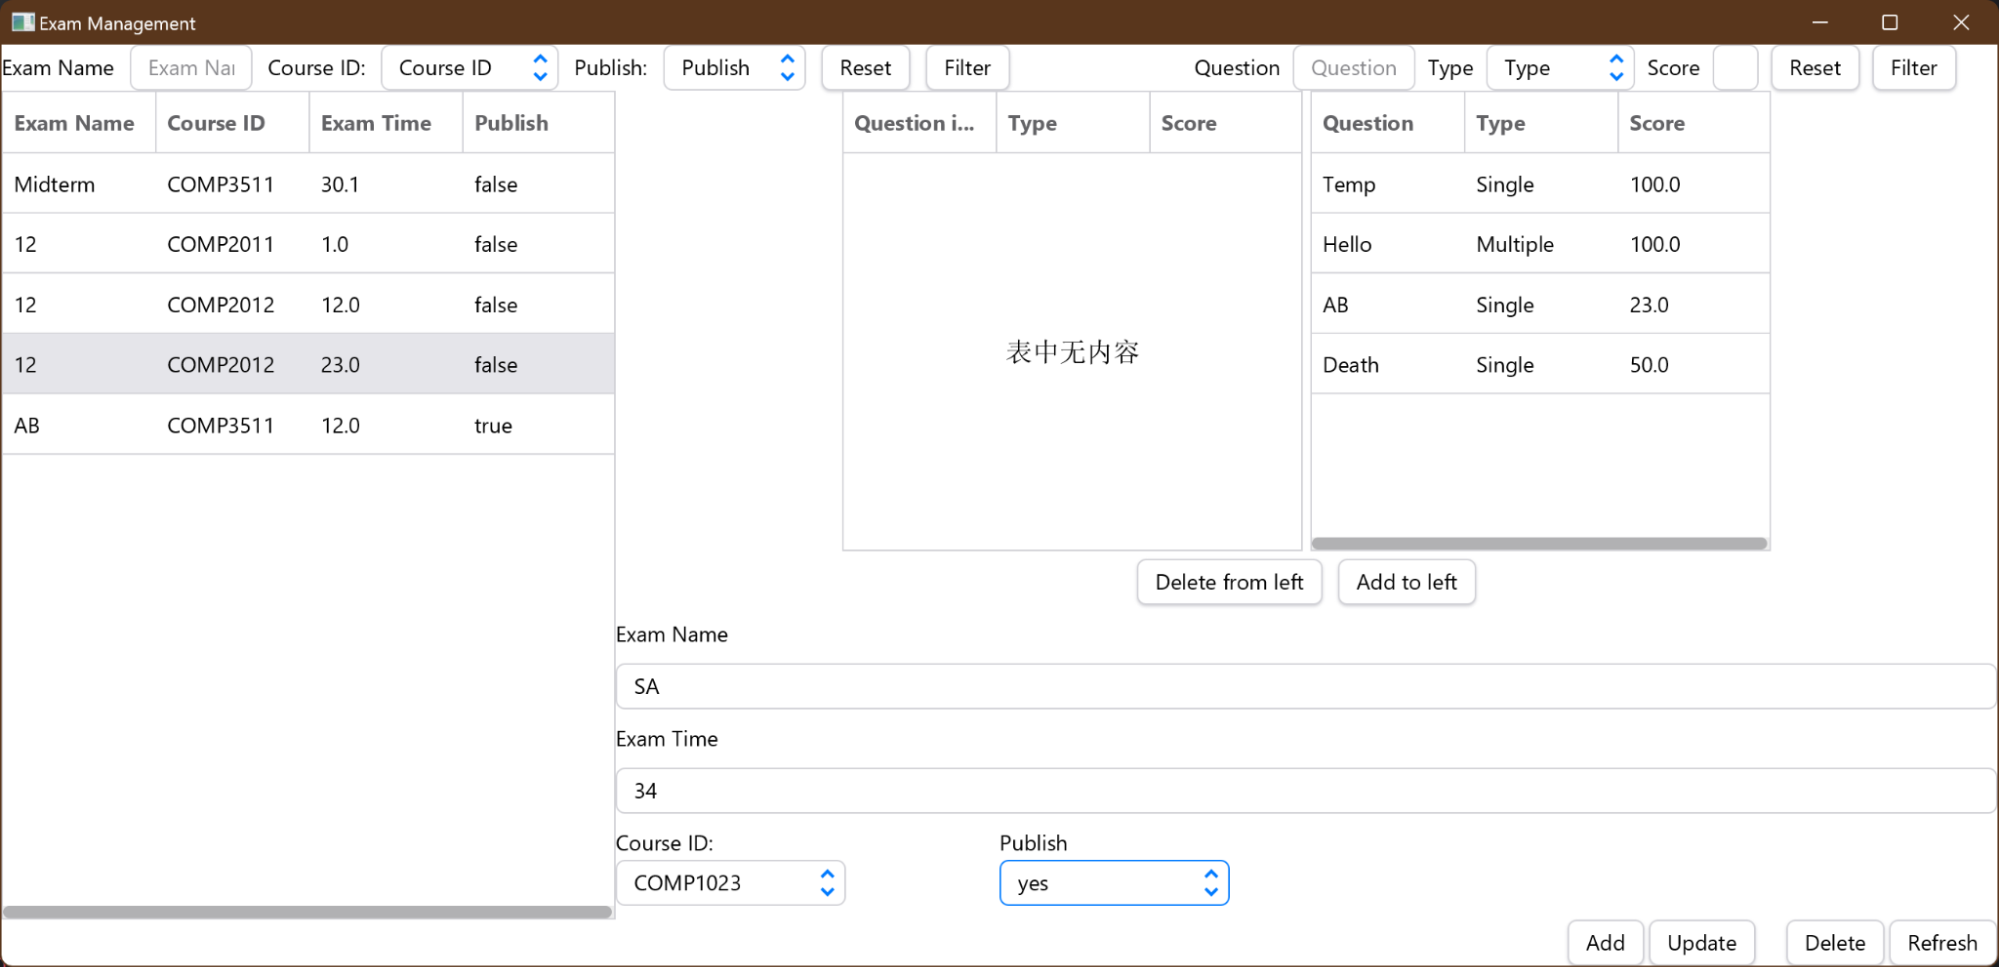 Exam Management
Exam Name Exam Nar Course ID: Course ID Publish: Publish Reset Filter Question Question Type Type Score Reset Filter
Exam Name Course ID Exam Time Publish
Midterm COMP3511 30.1 false
12 COMP2011 1.0 false
12 COMP2012 12.0 false
12 COMP2012 23.0 false
AB COMP3511 12.0 true
Question i... Type Score
表中无内容
Question Type Score
Temp Single 100.0
Hello Multiple 100.0
AB Single 23.0
Death Single 50.0
Delete from left Add to left
Exam Name
SA
Exam Time
34
Course ID: Publish
COMP1023 yes
Add Update Delete Refresh